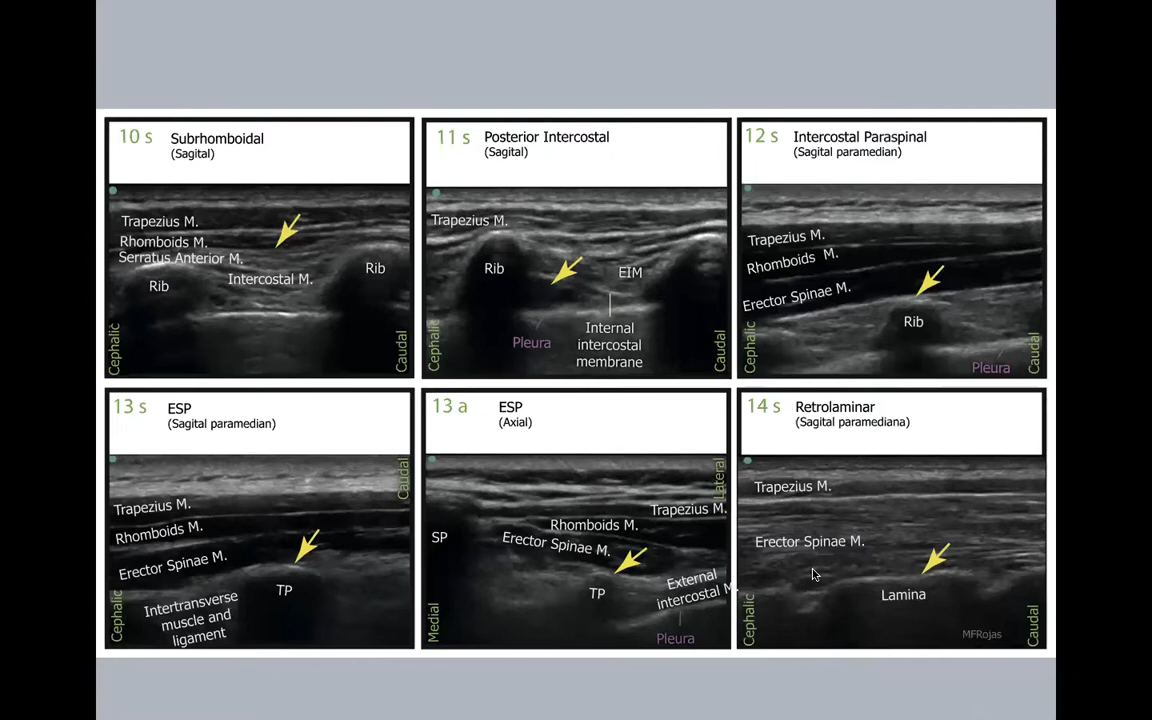 10 s
Subrhomboidal
(Sagital)
Trapezius M.
Rhomboids M.
Serratus Anterior M.
Intercostal M.
Rib
Rib
Cephalic
Caudal
11 s
Posterior Intercostal
(Sagital)
Trapezius M.
Rib
EIM
Pleura
Internal
intercostal
membrane
Cephalic
Caudal
12 s
Intercostal Paraspinal
(Sagital paramedian)
Trapezius M.
Rhomboids M.
Erector Spinae M.
Rib
Pleura
Cephalic
Caudal
13 s
ESP
(Sagital paramedian)
Trapezius M.
Rhomboids M.
Erector Spinae M.
TP
Intertransverse
muscle and
ligament
Cephalic
Caudal
13 a
ESP
(Axial)
Trapezius M.
Rhomboids M.
Erector Spinae M.
SP
TP
External
intercostal M
Pleura
Medial
Lateral
14 s
Retrolaminar
(Sagital paramediana)
Trapezius M.
Erector Spinae M.
Lamina
MFRojas
Cephalic
Caudal